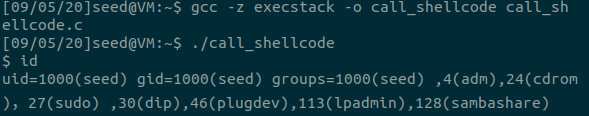 [09/05/20]seed@VM:~$ gcc -z execstack -o call_shellcode call_sh
ellcode.c
[09/05/20]seed@VM:~$ ./call_shellcode
$ id
uid=1000(seed) gid=1000(seed) groups=1000(seed) ,4(adm),24(cdrom
), 27(sudo) ,30(dip),46(plugdev),113(lpadmin),128(sambashare)